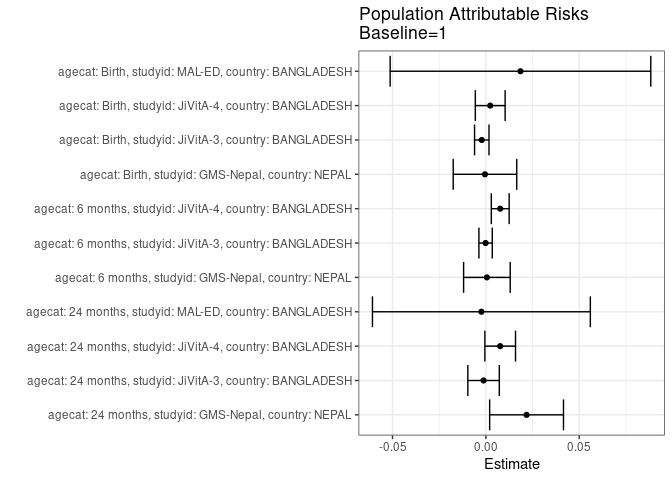 Population Attributable Risks
Baseline=1
agecat: Birth, studyid: MAL-ED, country: BANGLADESH
agecat: Birth, studyid: JiVitA-4, country: BANGLADESH
agecat: Birth, studyid: JiVitA-3, country: BANGLADESH
agecat: Birth, studyid: GMS-Nepal, country: NEPAL
agecat: 6 months, studyid: JiVitA-4, country: BANGLADESH
agecat: 6 months, studyid: JiVitA-3, country: BANGLADESH
agecat: 6 months, studyid: GMS-Nepal, country: NEPAL
agecat: 24 months, studyid: MAL-ED, country: BANGLADESH
agecat: 24 months, studyid: JiVitA-4, country: BANGLADESH
agecat: 24 months, studyid: JiVitA-3, country: BANGLADESH
agecat: 24 months, studyid: GMS-Nepal, country: NEPAL
-0.05 0.00 0.05
Estimate